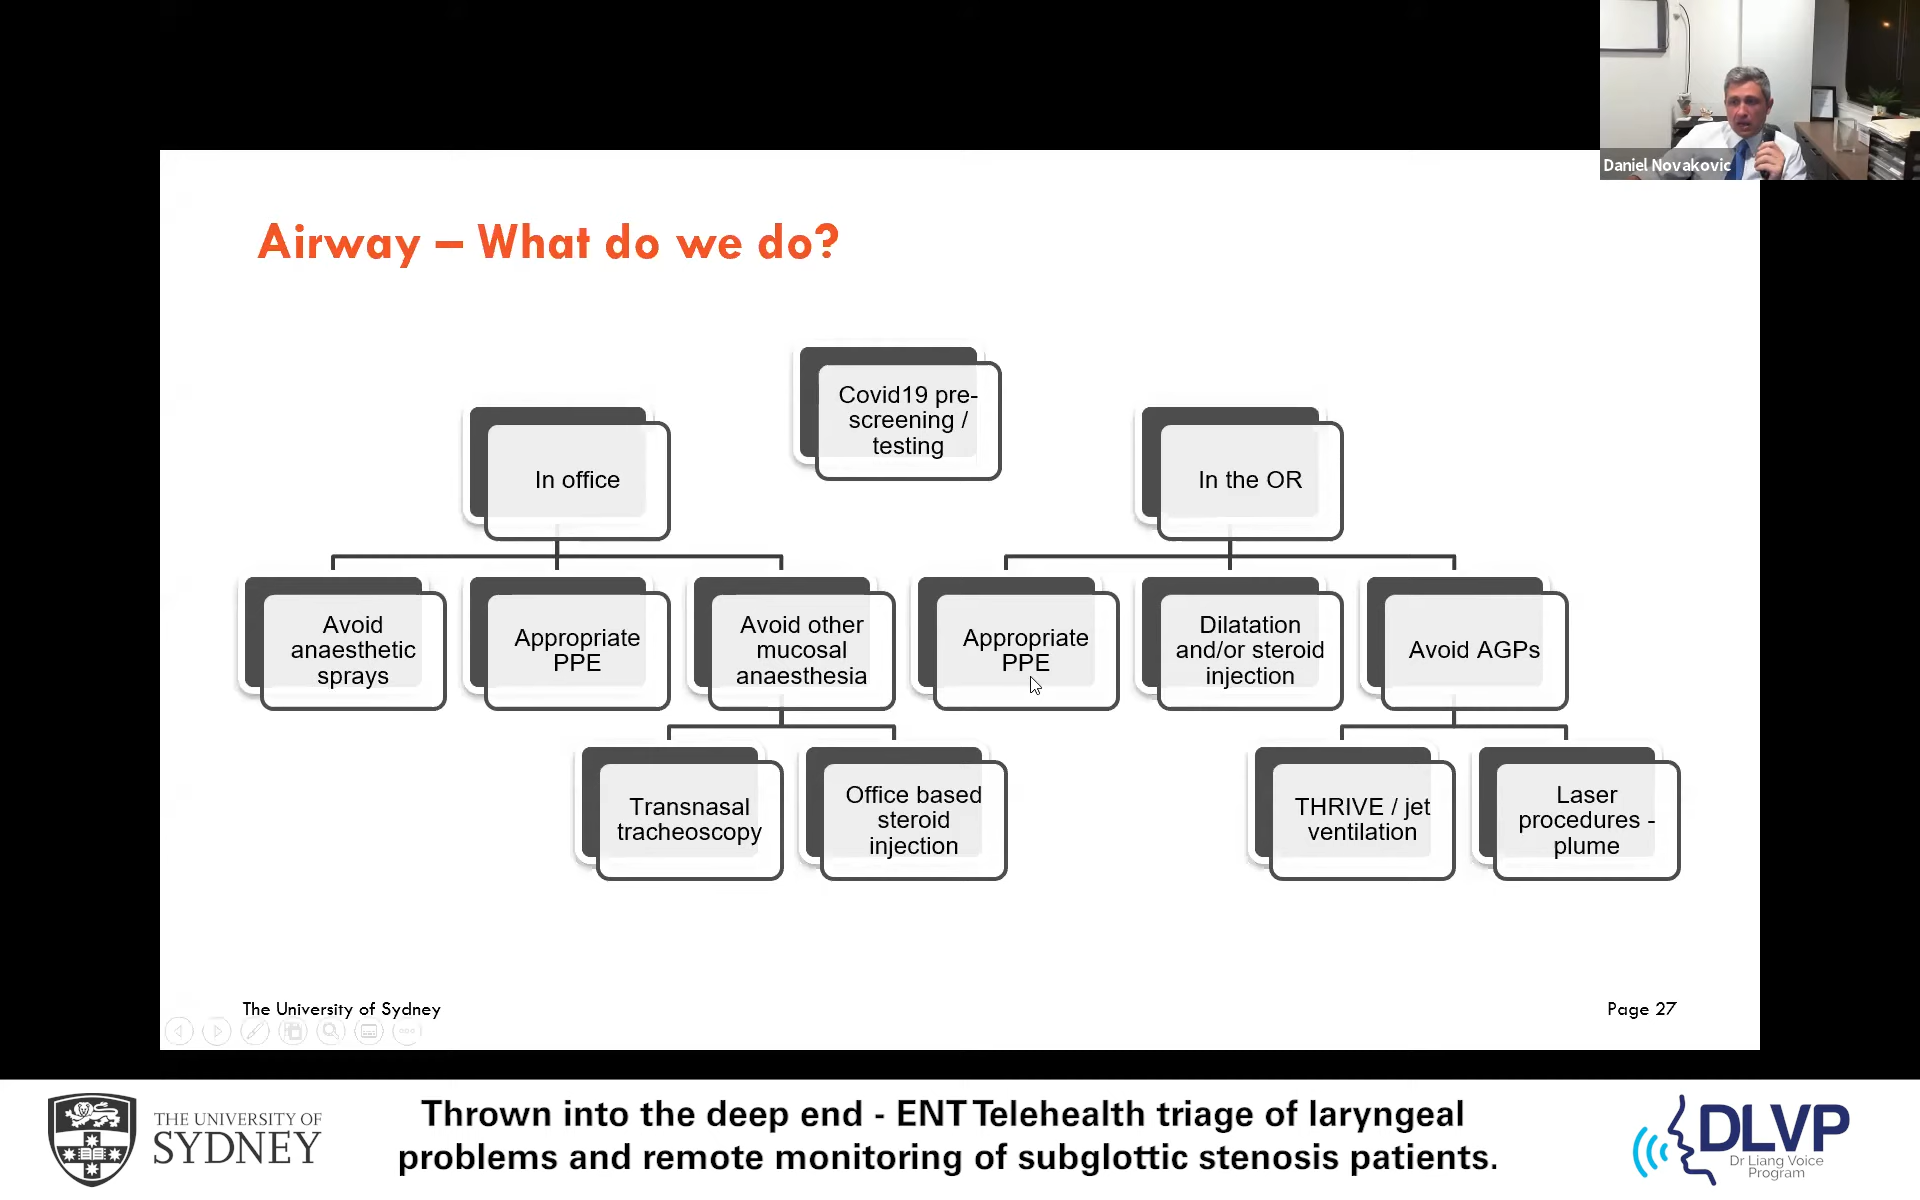 Daniel Novakovic
Airway – What do we do?
Covid19 pre-
screening /
testing
In office
In the OR
Avoid
anaesthetic
sprays
Appropriate
PPE
Avoid other
mucosal
anaesthesia
Appropriate
PPE
Dilatation
and/or steroid
injection
Avoid AGPs
Transnasal
tracheoscopy
Office based
steroid
injection
THRIVE / jet
ventilation
Laser
procedures -
plume
The University of Sydney
Page 27
THE UNIVERSITY OF
SYDNEY
Thrown into the deep end - ENT Telehealth triage of laryngeal
problems and remote monitoring of subglottic stenosis patients.
DLVP
Dr Liang Voice
Program